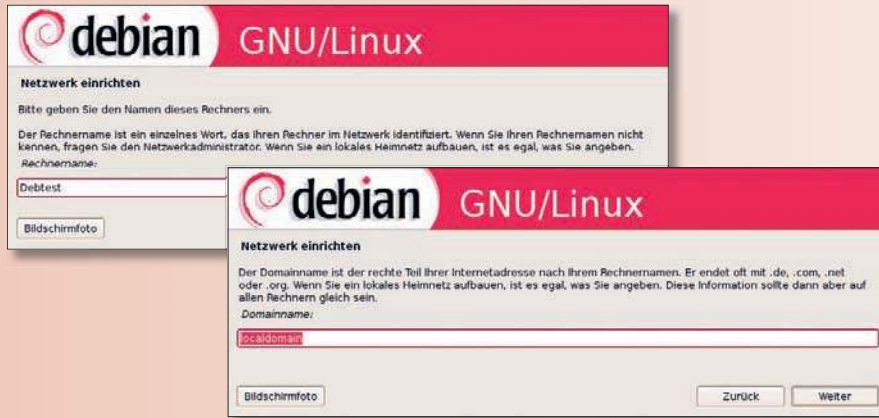 debian GNU/Linux
Netzwerk einrichten
Bitte geben Sie den Namen dieses Rechners ein.
Der Rechnername ist ein einzelnes Wort, das Ihren Rechner im Netzwerk identifiziert. Wenn Sie Ihren Rechnernamen nicht
kennen, fragen Sie den Netzwerkadministrator. Wenn Sie ein lokales Heimnetz aufbauen, ist es egal, was Sie angeben.
Rechnername:
Debtest
Bildschirmfoto
debian GNU/Linux
Netzwerk einrichten
Der Domainname ist der rechte Teil Ihrer Internetadresse nach Ihrem Rechnernamen. Er endet oft mit .de, .com, .net
oder .org. Wenn Sie ein lokales Heimnetz aufbauen, ist es egal, was Sie angeben. Diese Information sollte dann aber auf
allen Rechnern gleich sein.
Domainname:
localdomain
Bildschirmfoto
Zurück
Weiter